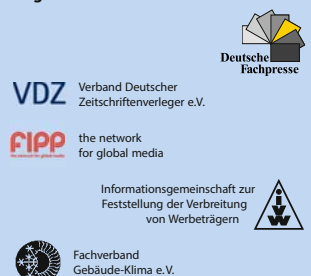 Deutsche
Fachpresse
VDZ
Verband Deutscher
Zeitschriftenverleger e.V.
FIPP
the network
for global media
Informationsgemeinschaft zur
Feststellung der Verbreitung
von Werbeträgern
IVW
Fachverband
Gebäude-Klima e.V.